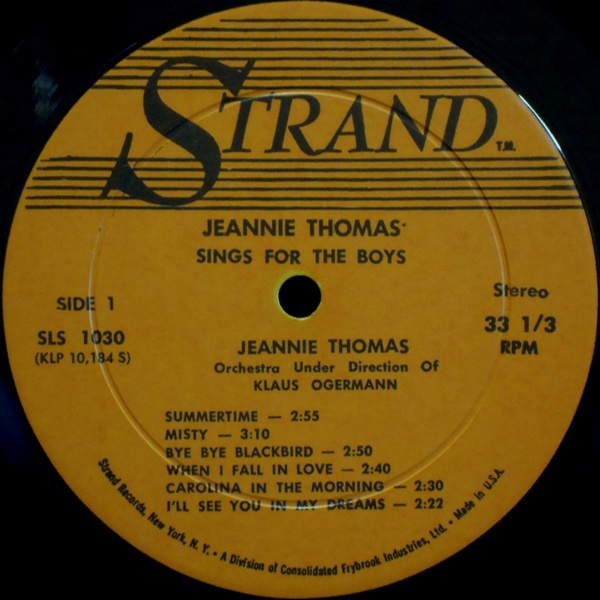 STRAND T.M.
JEANNIE THOMAS
SINGS FOR THE BOYS
SIDE 1
SLS 1030
(KLP 10,184 S)
Stereo
33 1/3
RPM
JEANNIE THOMAS
Orchestra Under Direction Of
KLAUS OGERMANN
SUMMERTIME — 2:55
MISTY — 3:10
BYE BYE BLACKBIRD — 2:50
WHEN I FALL IN LOVE — 2:40
CAROLINA IN THE MORNING — 2:30
I'LL SEE YOU IN MY DREAMS — 2:22
Strand Records, New York, N. Y. • A Division of Consolidated Frybrook Industries, Ltd. • Made in U.S.A.